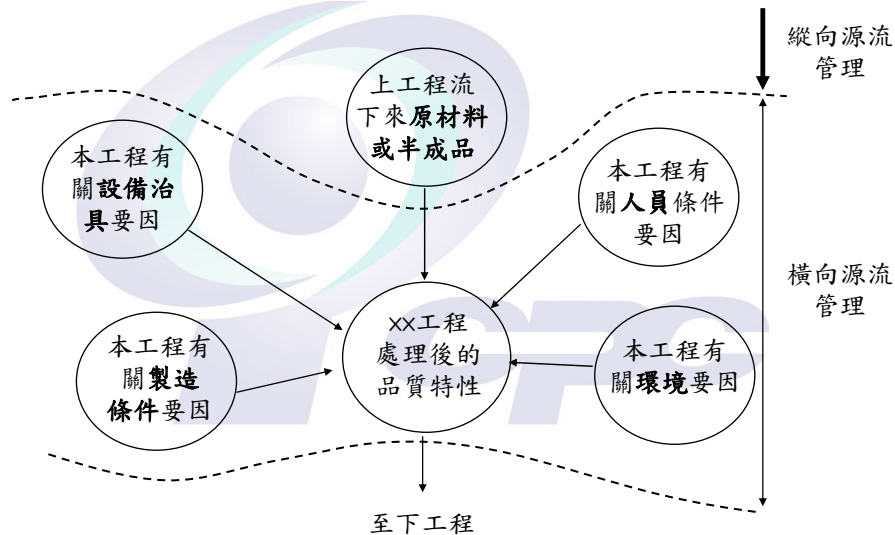 縱向源流
管理
上工程流
下來原材料
或半成品
本工程有
關設備治
具要因
本工程有
關人員條件
要因
橫向源流
管理
xx工程
處理後的
品質特性
本工程有
關製造
條件要因
本工程有
關環境要因
至下工程
CPC